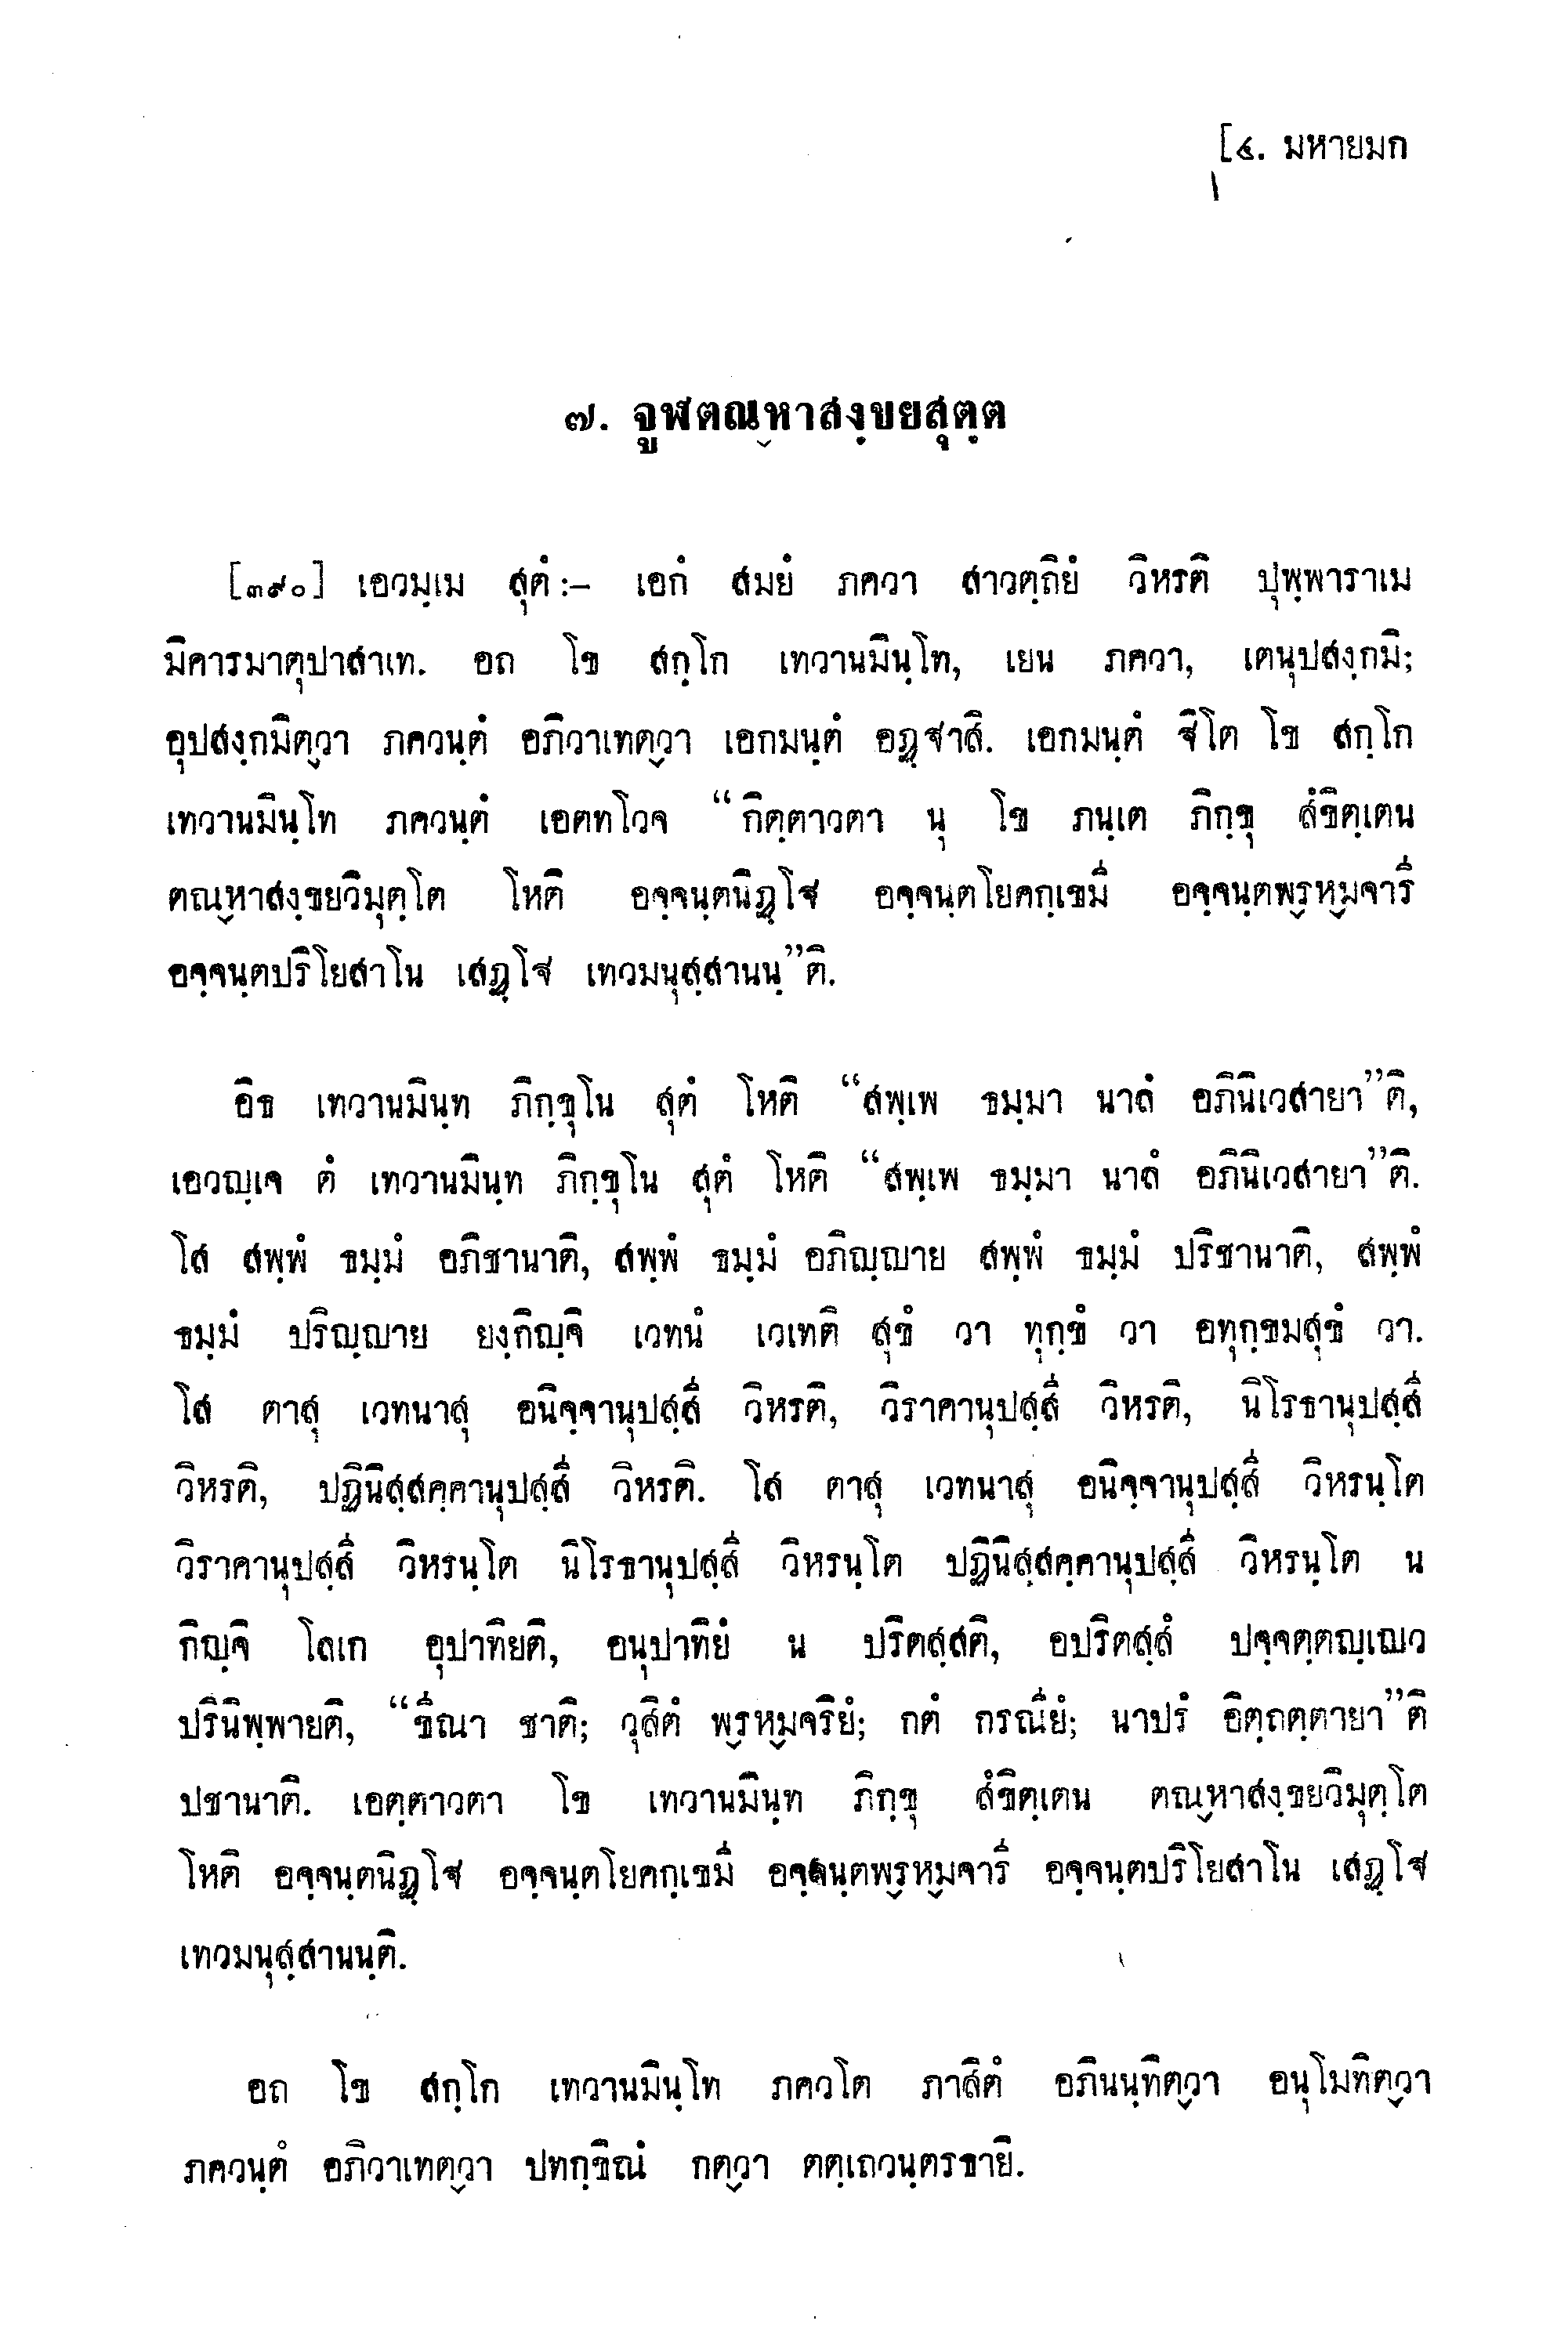 [๔. มหายมก
๗. จูฬตณฺหาสงฺขยสุตฺต
[๓๙๐] เอวมฺเม สุตํ :– เอกํ สมยํ ภควา สาวตฺถิยํ วิหรติ ปุพฺพาราเม
มิคารมาตุปาสาเท. อถ โข สกฺโก เทวานมินฺโท, เยน ภควา, เตนุปสงฺกมิ;
อุปสงฺกมิตฺวา ภควนฺตํ อภิวาเทตฺวา เอกมนฺตํ อฏฺฐาสิ. เอกมนฺตํ ฐิโต โข สกฺโก
เทวานมินฺโท ภควนฺตํ เอตทโวจ “กิตฺตาวตา นุ โข ภนฺเต ภิกฺขุ สํขิตฺเตน
ตณฺหาสงฺขยวิมุตฺโต โหติ อจฺจนฺตนิฏฺโฐ อจฺจนฺตโยคกฺเขมี อจฺจนฺตพฺรหฺมจารี
อจฺจนฺตปริโยสาโน เสฏฺโฐ เทวมนุสฺสานนฺ”ติ.
อิธ เทวานมินฺท ภิกฺขุโน สุตํ โหติ “สพฺเพ ธมฺมา นาลํ อภินิเวสายา”ติ,
เอวญฺเจ ตํ เทวานมินฺท ภิกฺขุโน สุตํ โหติ “สพฺเพ ธมฺมา นาลํ อภินิเวสายา”ติ.
โส สพฺพํ ธมฺมํ อภิชานาติ, สพฺพํ ธมฺมํ อภิญฺญาย สพฺพํ ธมฺมํ ปริชานาติ, สพฺพํ
ธมฺมํ ปริญฺญาย ยงฺกิญฺจิ เวทนํ เวเทติ สุขํ วา ทุกฺขํ วา อทุกฺขมสุขํ วา.
โส ตาสุ เวทนาสุ อนิจฺจานุปสฺสี วิหรติ, วิราคานุปสฺสี วิหรติ, นิโรธานุปสฺสี
วิหรติ, ปฏินิสฺสคฺคานุปสฺสี วิหรติ. โส ตาสุ เวทนาสุ อนิจฺจานุปสฺสี วิหรนฺโต
วิราคานุปสฺสี วิหรนฺโต นิโรธานุปสฺสี วิหรนฺโต ปฏินิสฺสคฺคานุปสฺสี วิหรนฺโต น
กิญฺจิ โลเก อุปาทิยติ, อนุปาทิยํ น ปริตสฺสติ, อปริตสฺสํ ปจฺจตฺตญฺเญว
ปรินิพฺพายติ, “ขีณา ชาติ; วุสิตํ พฺรหฺมจริยํ; กตํ กรณียํ; นาปรํ อิตฺถตฺตายา”ติ
ปชานาติ. เอตฺตาวตา โข เทวานมินฺท ภิกฺขุ สํขิตฺเตน ตณฺหาสงฺขยวิมุตฺโต
โหติ อจฺจนฺตนิฏฺโฐ อจฺจนฺตโยคกฺเขมี อจฺจนฺตพฺรหฺมจารี อจฺจนฺตปริโยสาโน เสฏฺโฐ
เทวมนุสฺสานนฺติ.
อถ โข สกฺโก เทวานมินฺโท ภควโต ภาสิตํ อภินนฺทิตฺวา อนุโมทิตฺวา
ภควนฺตํ อภิวาเทตฺวา ปทกฺขิณํ กตฺวา ตตฺเถวนฺตรธายิ.